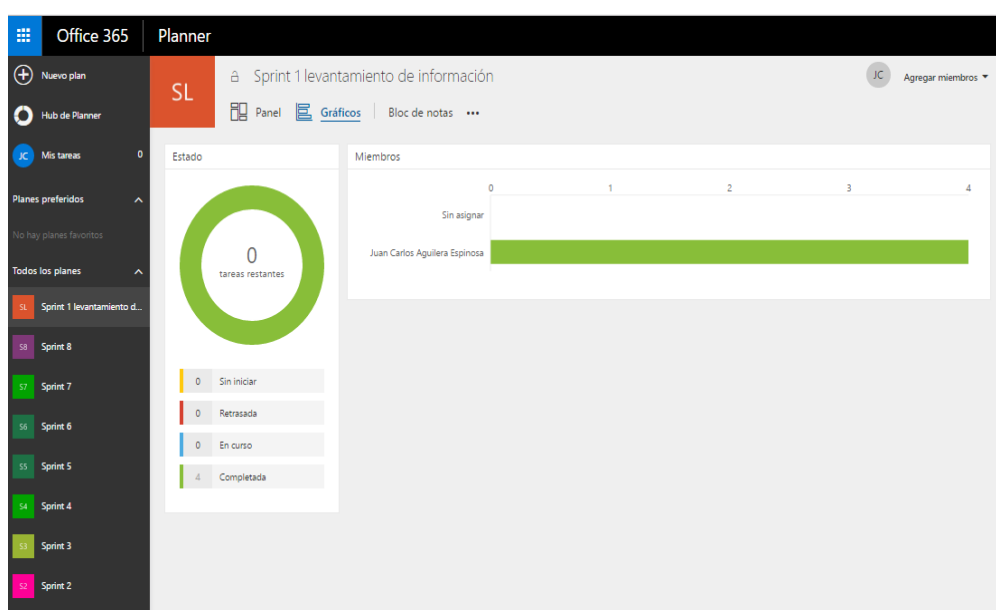 Office 365 Planner
Nuevo plan
Hub de Planner
JC Mis tareas 0
Planes preferidos
No hay planes favoritos
Todos los planes
SL Sprint 1 levantamiento d...
S8 Sprint 8
S7 Sprint 7
S6 Sprint 6
S5 Sprint 5
S4 Sprint 4
S3 Sprint 3
S2 Sprint 2
SL Sprint 1 levantamiento de información
JC Agregar miembros
Panel Gráficos Bloc de notas •••
Estado
0
tareas restantes
0 Sin iniciar
0 Retrasada
0 En curso
4 Completada
Miembros
0 1 2 3 4
Sin asignar
Juan Carlos Aguilera Espinosa